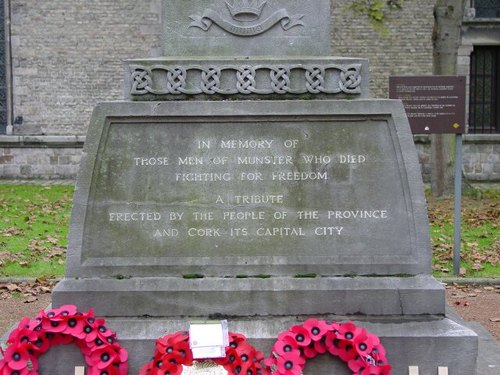 IN MEMORY OF
THOSE MEN OF MUNSTER WHO DIED
FIGHTING FOR FREEDOM
A TRIBUTE
ERECTED BY THE PEOPLE OF THE PROVINCE
AND CORK ITS CAPITAL CITY